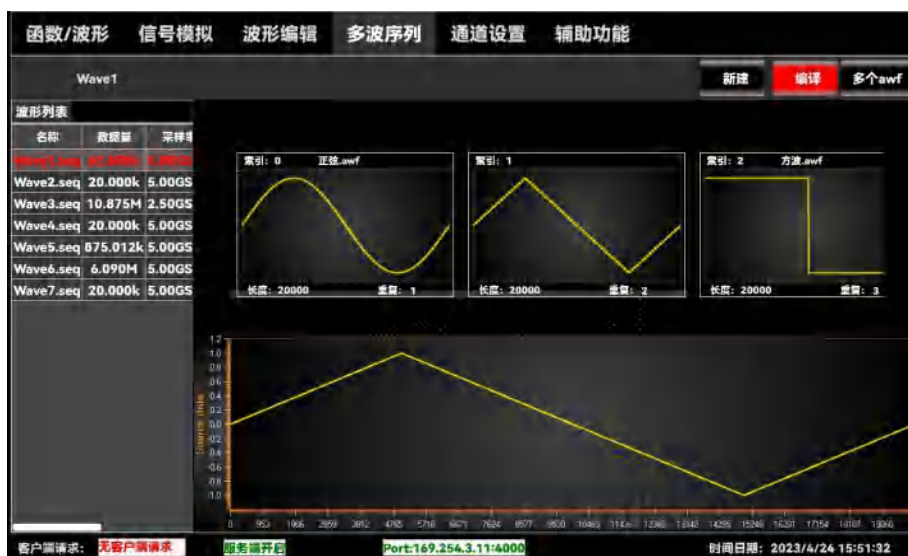 函数/波形 信号模拟 波形编辑 多波序列 通道设置 辅助功能
Wave1 新建 编译 多个awf
波形列表
名称 数据量 采样率
Wave2.seq 20.000k 5.00GS
Wave3.seq 10.875M 2.50GS
Wave4.seq 20.000k 5.00GS
Wave5.seq 875.012k 5.00GS
Wave6.seq 6.090M 5.00GS
Wave7.seq 20.000k 5.00GS
索引: 0 正弦.awf
长度: 20000 重复: 1
索引: 1
长度: 20000 重复: 2
索引: 2 方波.awf
长度: 20000 重复: 3
1.2
1.0
0.8
0.6
0.4
0.2
0.0
-0.2
-0.4
-0.6
-0.8
-1.0
Source data
0 953 1906 2859 3812 4765 5718 6671 7624 8577 9530 10483 11436 12389 13342 14295 15248 16201 17154 18107 19060
客户端请求: 无客户端请求 服务端开启 Port:169.254.3.11:4000 时间日期: 2023/4/24 15:51:32